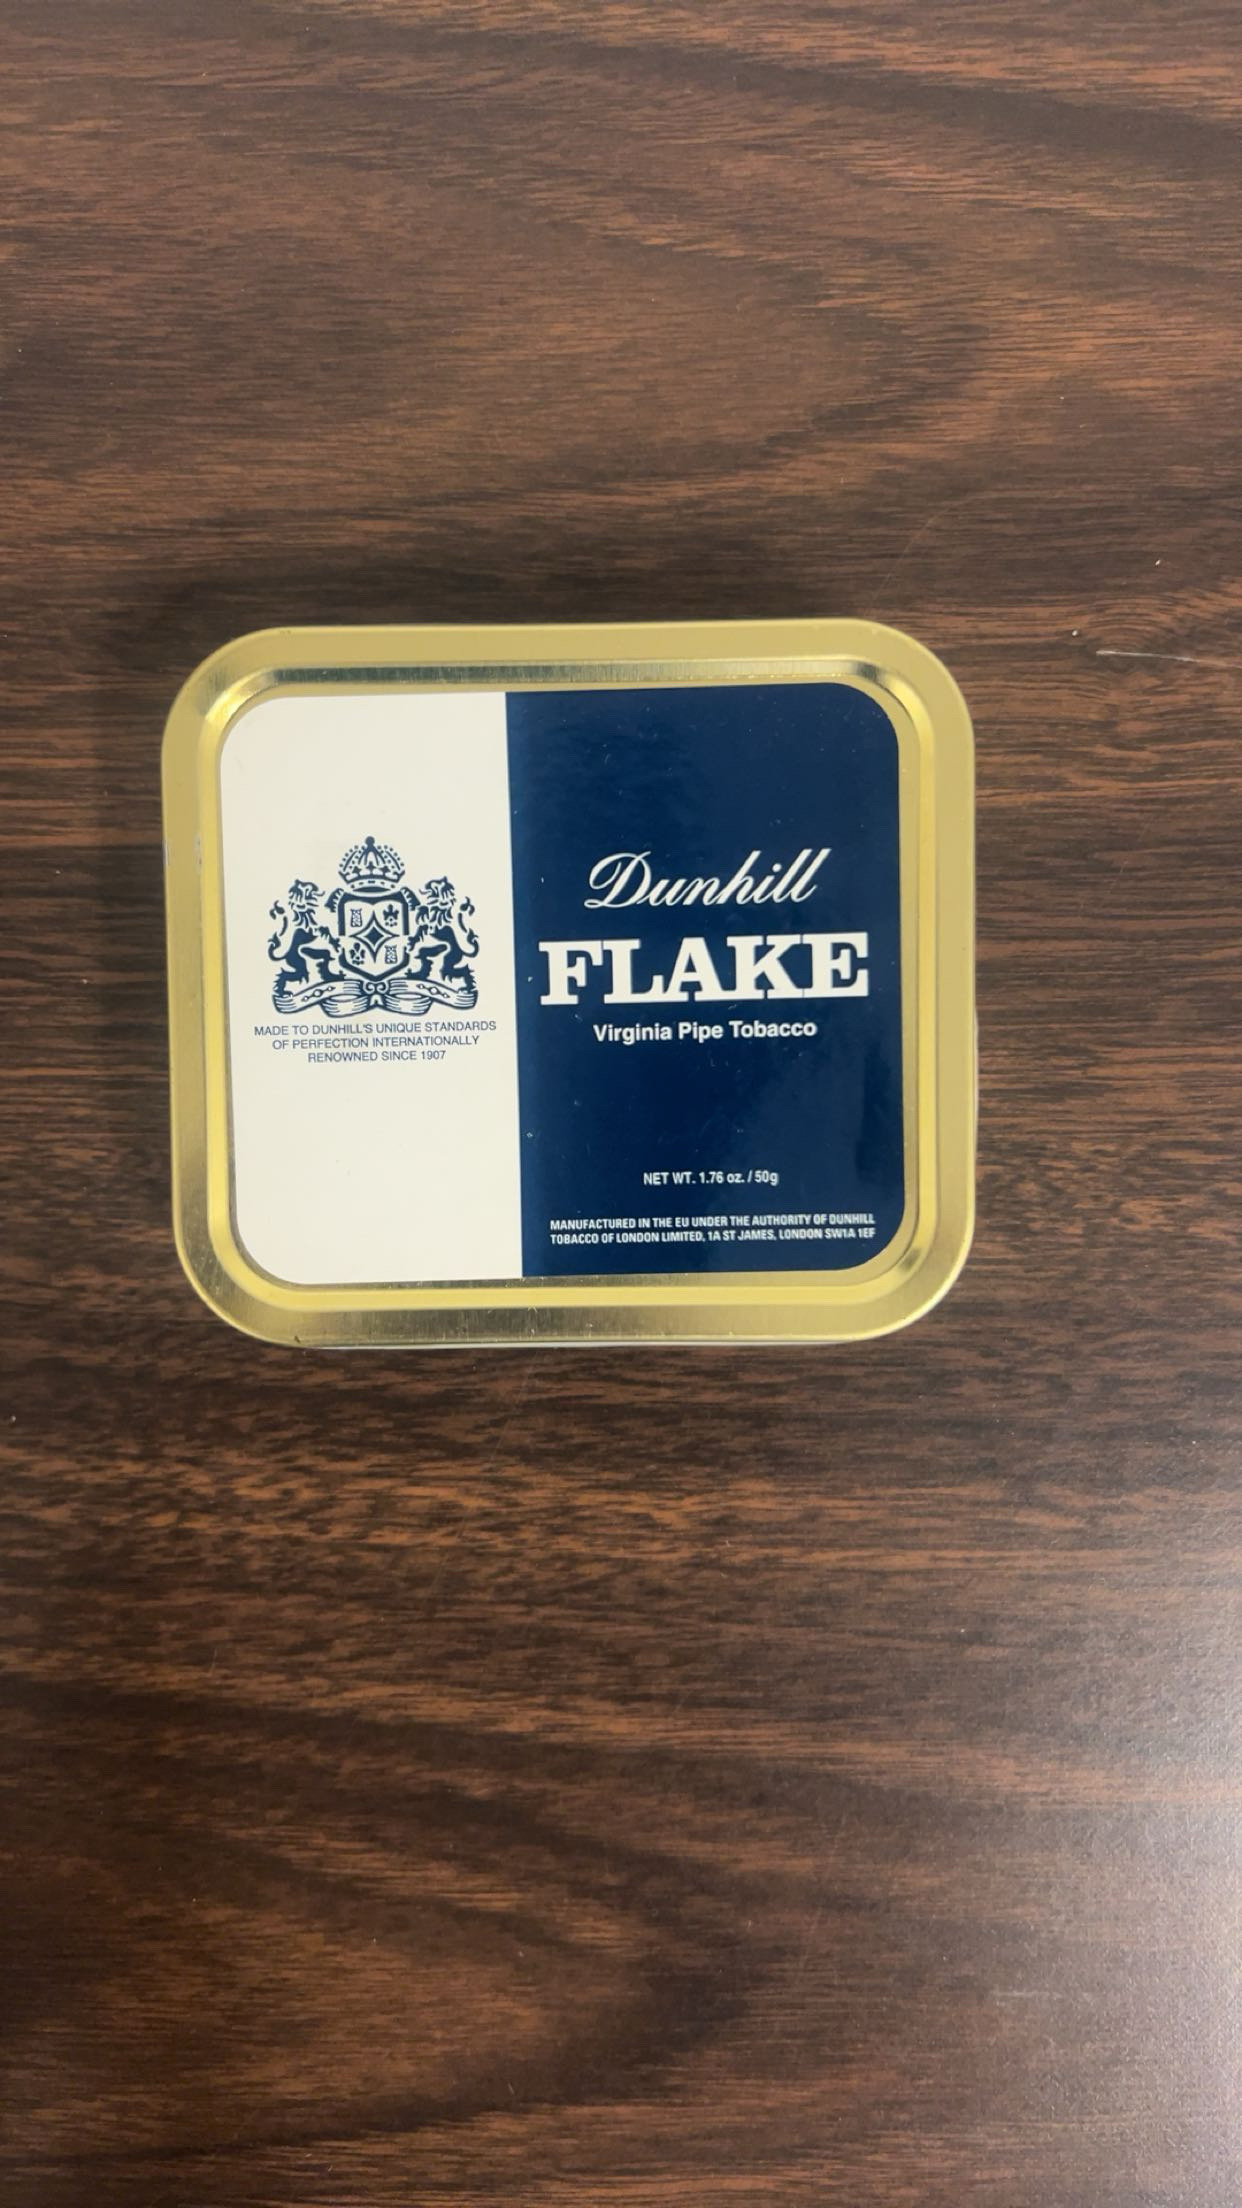 MADE TO DUNHILL'S UNIQUE STANDARDS
OF PERFECTION INTERNATIONALLY
RENOWNED SINCE 1907
Dunhill
FLAKE
Virginia Pipe Tobacco
NET WT. 1.76 oz. / 50g
MANUFACTURED IN THE EU UNDER THE AUTHORITY OF DUNHILL
TOBACCO OF LONDON LIMITED, 1A ST JAMES, LONDON SW1A 1EF